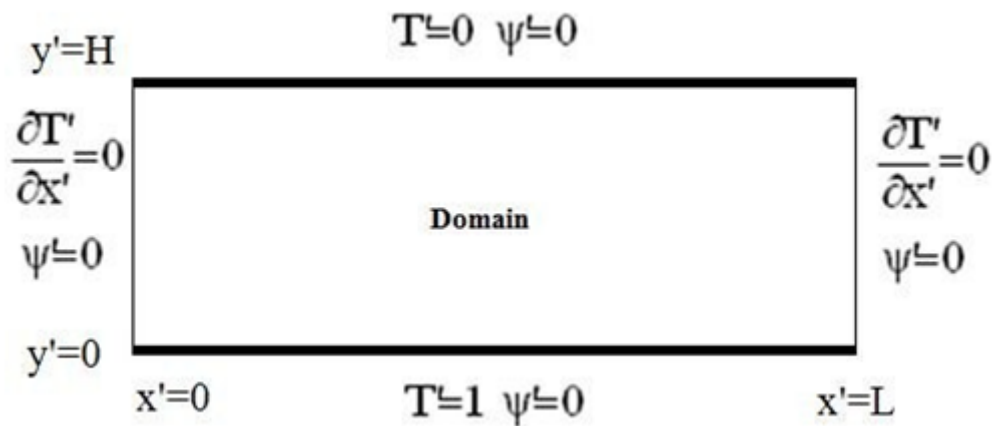 T'=0 ψ'=0
y'=H
∂T'/∂x'=0
∂T'/∂x'=0
Domain
ψ'=0
ψ'=0
y'=0
x'=0
T'=1 ψ'=0
x'=L